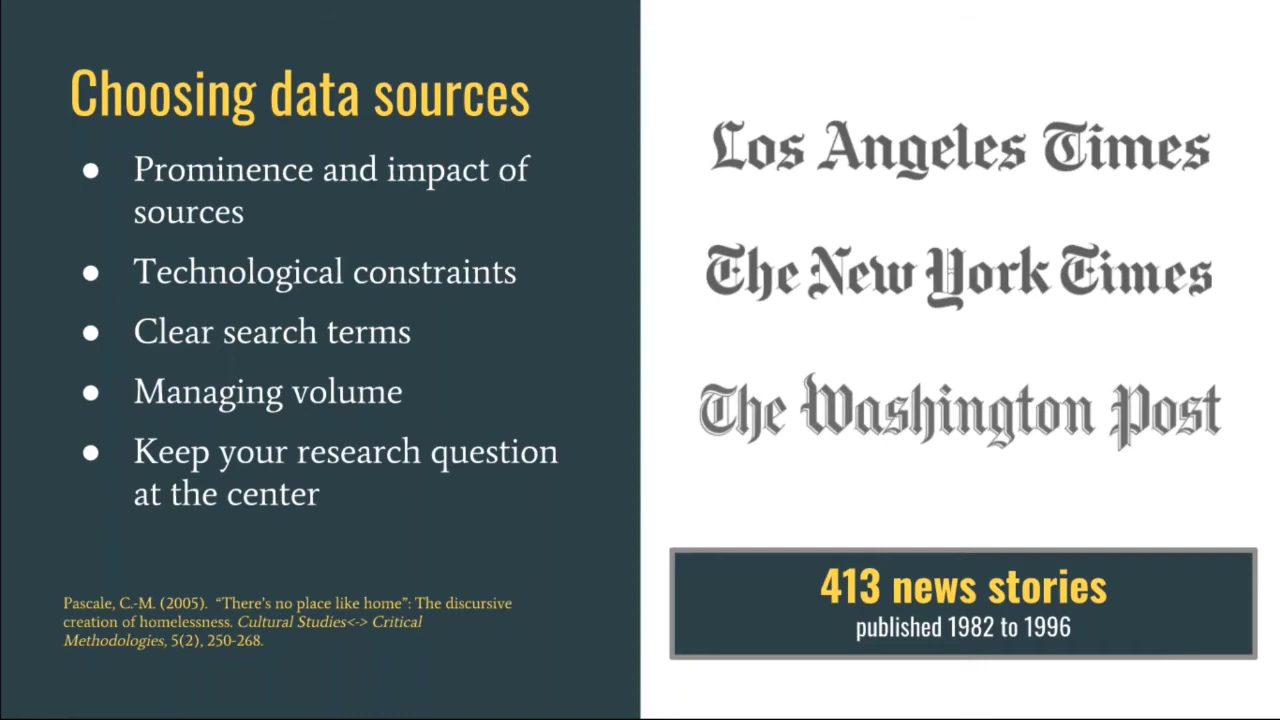 Choosing data sources
● Prominence and impact of
sources
● Technological constraints
● Clear search terms
● Managing volume
● Keep your research question
at the center
Pascale, C.-M. (2005).  “There’s no place like home”: The discursive
creation of homelessness. Cultural Studies<-> Critical
Methodologies, 5(2), 250-268.
Los Angeles Times
The New York Times
The Washington Post
413 news stories
published 1982 to 1996